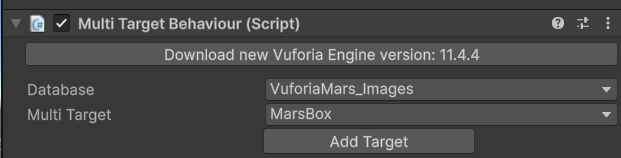 Multi Target Behaviour (Script)
Download new Vuforia Engine version: 11.4.4
Database VuforiaMars_Images
Multi Target MarsBox
Add Target